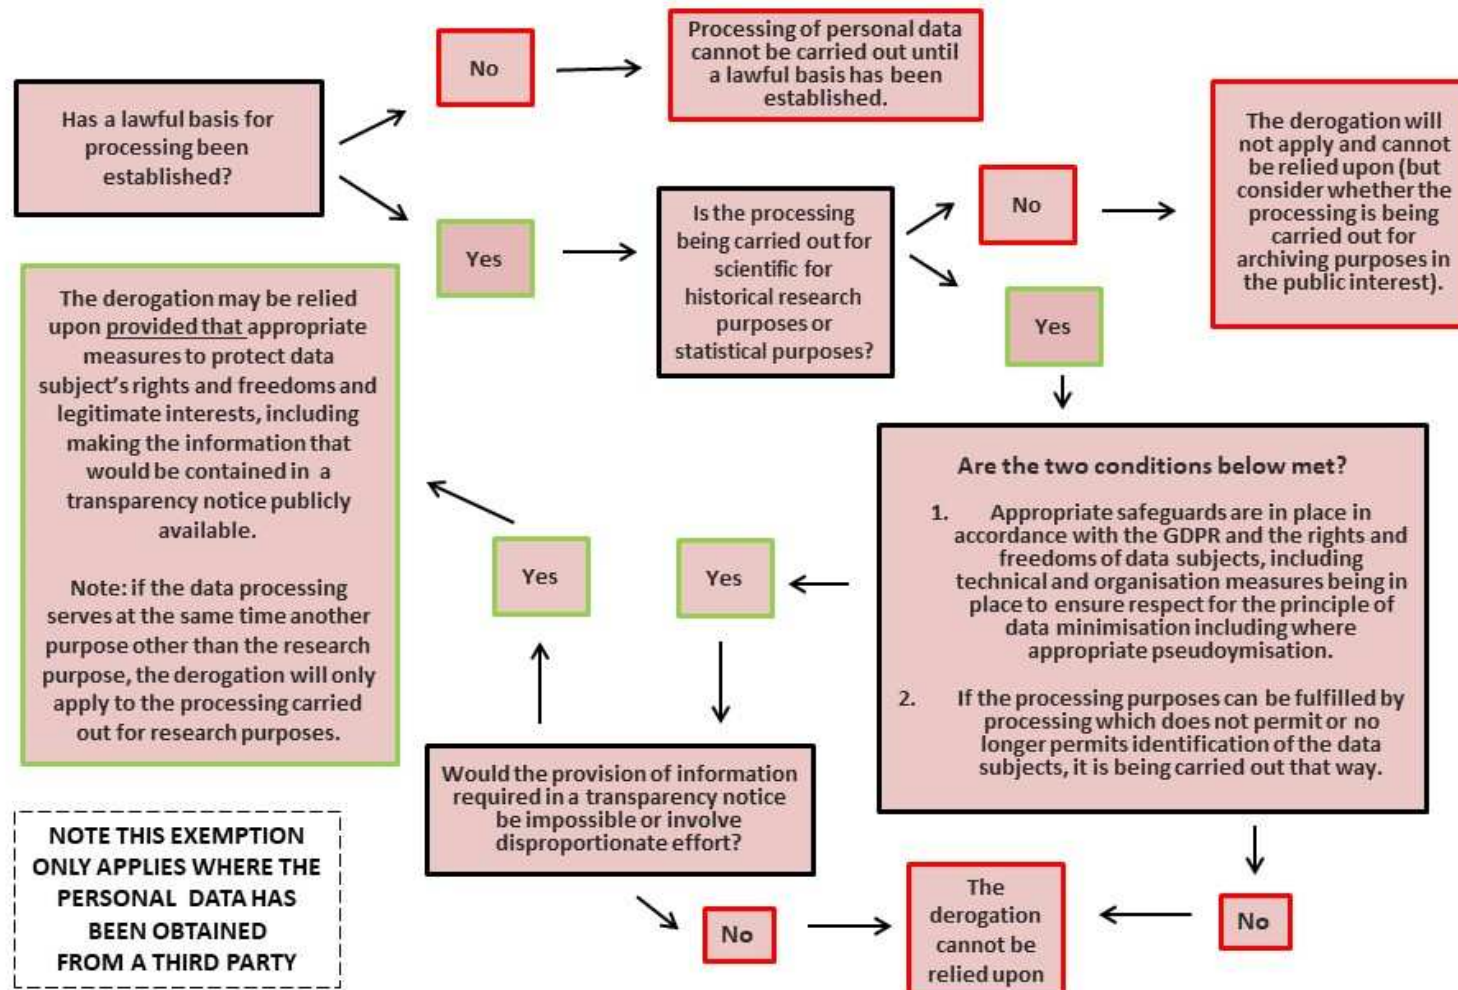 Has a lawful basis for
processing been
established?
No
Processing of personal data
cannot be carried out until
a lawful basis has been
established.
Yes
Is the processing
being carried out for
scientific for
historical research
purposes or
statistical purposes?
No
The derogation will
not apply and cannot
be relied upon (but
consider whether the
processing is being
carried out for
archiving purposes in
the public interest).
Yes
Are the two conditions below met?
1. Appropriate safeguards are in place in
accordance with the GDPR and the rights and
freedoms of data subjects, including
technical and organisation measures being in
place to ensure respect for the principle of
data minimisation including where
appropriate pseudoymisation.
2. If the processing purposes can be fulfilled by
processing which does not permit or no
longer permits identification of the data
subjects, it is being carried out that way.
Yes
No
Would the provision of information
required in a transparency notice
be impossible or involve
disproportionate effort?
Yes
No
The
derogation
cannot be
relied upon
The derogation may be relied
upon provided that appropriate
measures to protect data
subject's rights and freedoms and
legitimate interests, including
making the information that
would be contained in a
transparency notice publicly
available.
Note: if the data processing
serves at the same time another
purpose other than the research
purpose, the derogation will only
apply to the processing carried
out for research purposes.
NOTE THIS EXEMPTION
ONLY APPLIES WHERE THE
PERSONAL DATA HAS
BEEN OBTAINED
FROM A THIRD PARTY